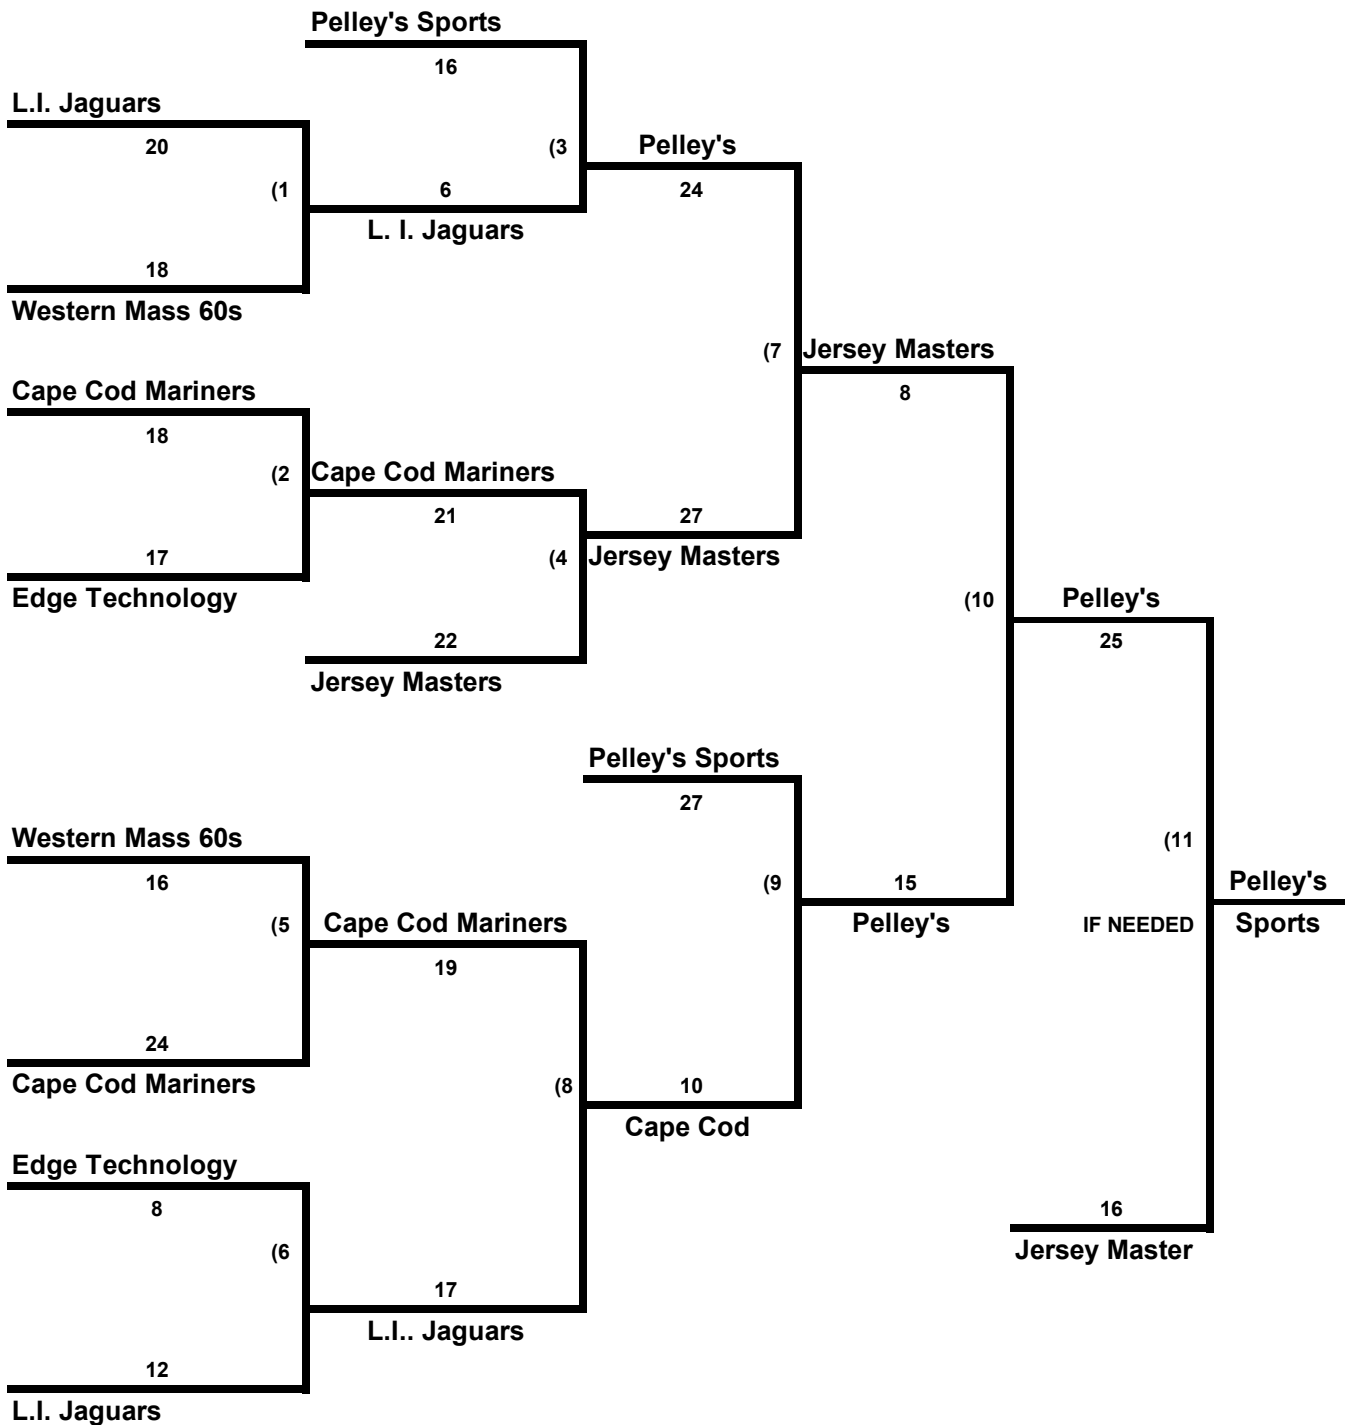 Pelley's Sports
16
L.I. Jaguars
20
(3
Pelley's
(1
6
24
L. I. Jaguars
18
Western Mass 60s
(7
Jersey Masters
Cape Cod Mariners
8
18
(2
Cape Cod Mariners
21
27
17
(4
Jersey Masters
Edge Technology
(10
Pelley's
22
25
Jersey Masters
Pelley's Sports
27
Western Mass 60s
(11
16
(9
15
Pelley's
(5
Cape Cod Mariners
Pelley's
IF NEEDED
Sports
19
24
Cape Cod Mariners
(8
10
Cape Cod
Edge Technology
8
16
(6
Jersey Master
17
L.I.. Jaguars
12
L.I. Jaguars